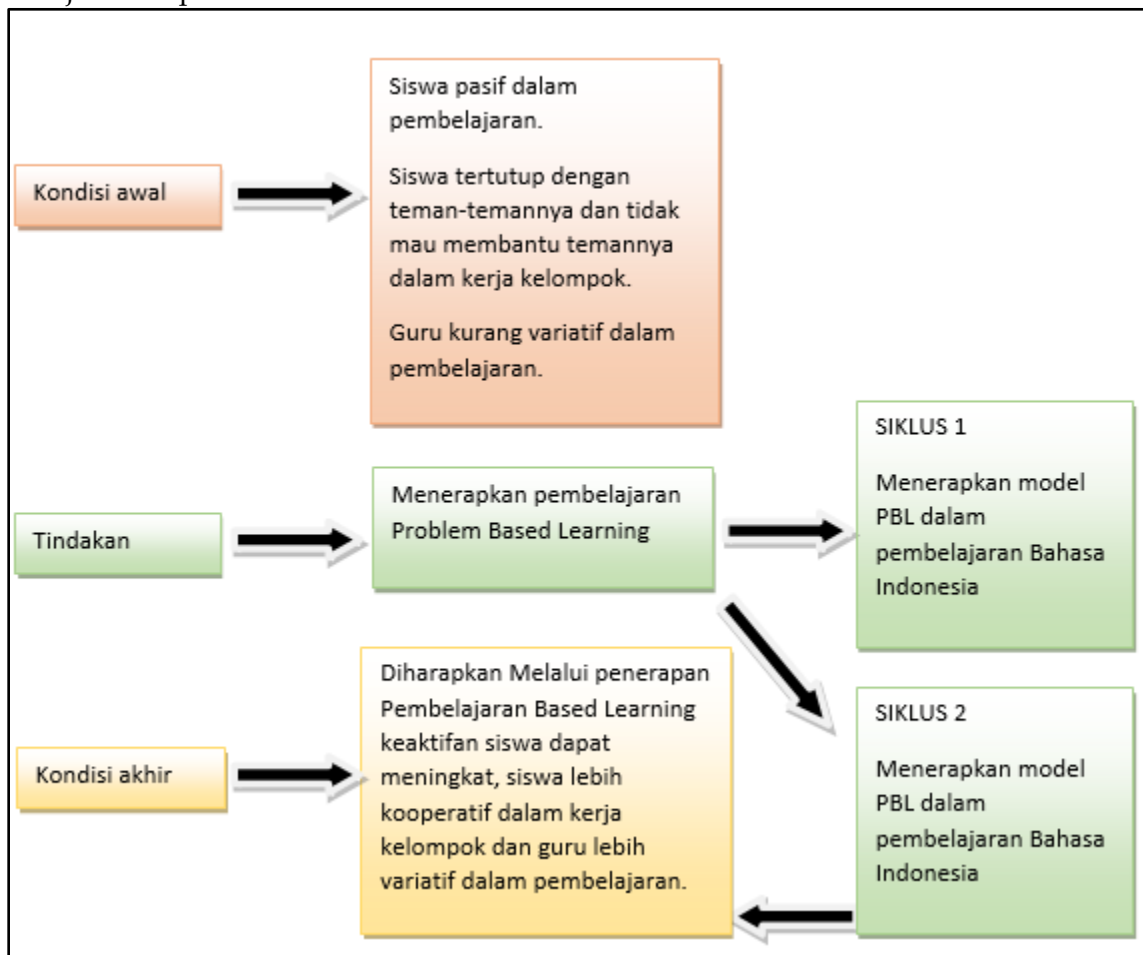 Kondisi awal
Siswa pasif dalam
pembelajaran.
Siswa tertutup dengan
teman-temannya dan tidak
mau membantu temannya
dalam kerja kelompok.
Guru kurang variatif dalam
pembelajaran.
Tindakan
Menerapkan pembelajaran
Problem Based Learning
SIKLUS 1
Menerapkan model
PBL dalam
pembelajaran Bahasa
Indonesia
SIKLUS 2
Menerapkan model
PBL dalam
pembelajaran Bahasa
Indonesia
Kondisi akhir
Diharapkan Melalui penerapan
Pembelajaran Based Learning
keaktifan siswa dapat
meningkat, siswa lebih
kooperatif dalam kerja
kelompok dan guru lebih
variatif dalam pembelajaran.